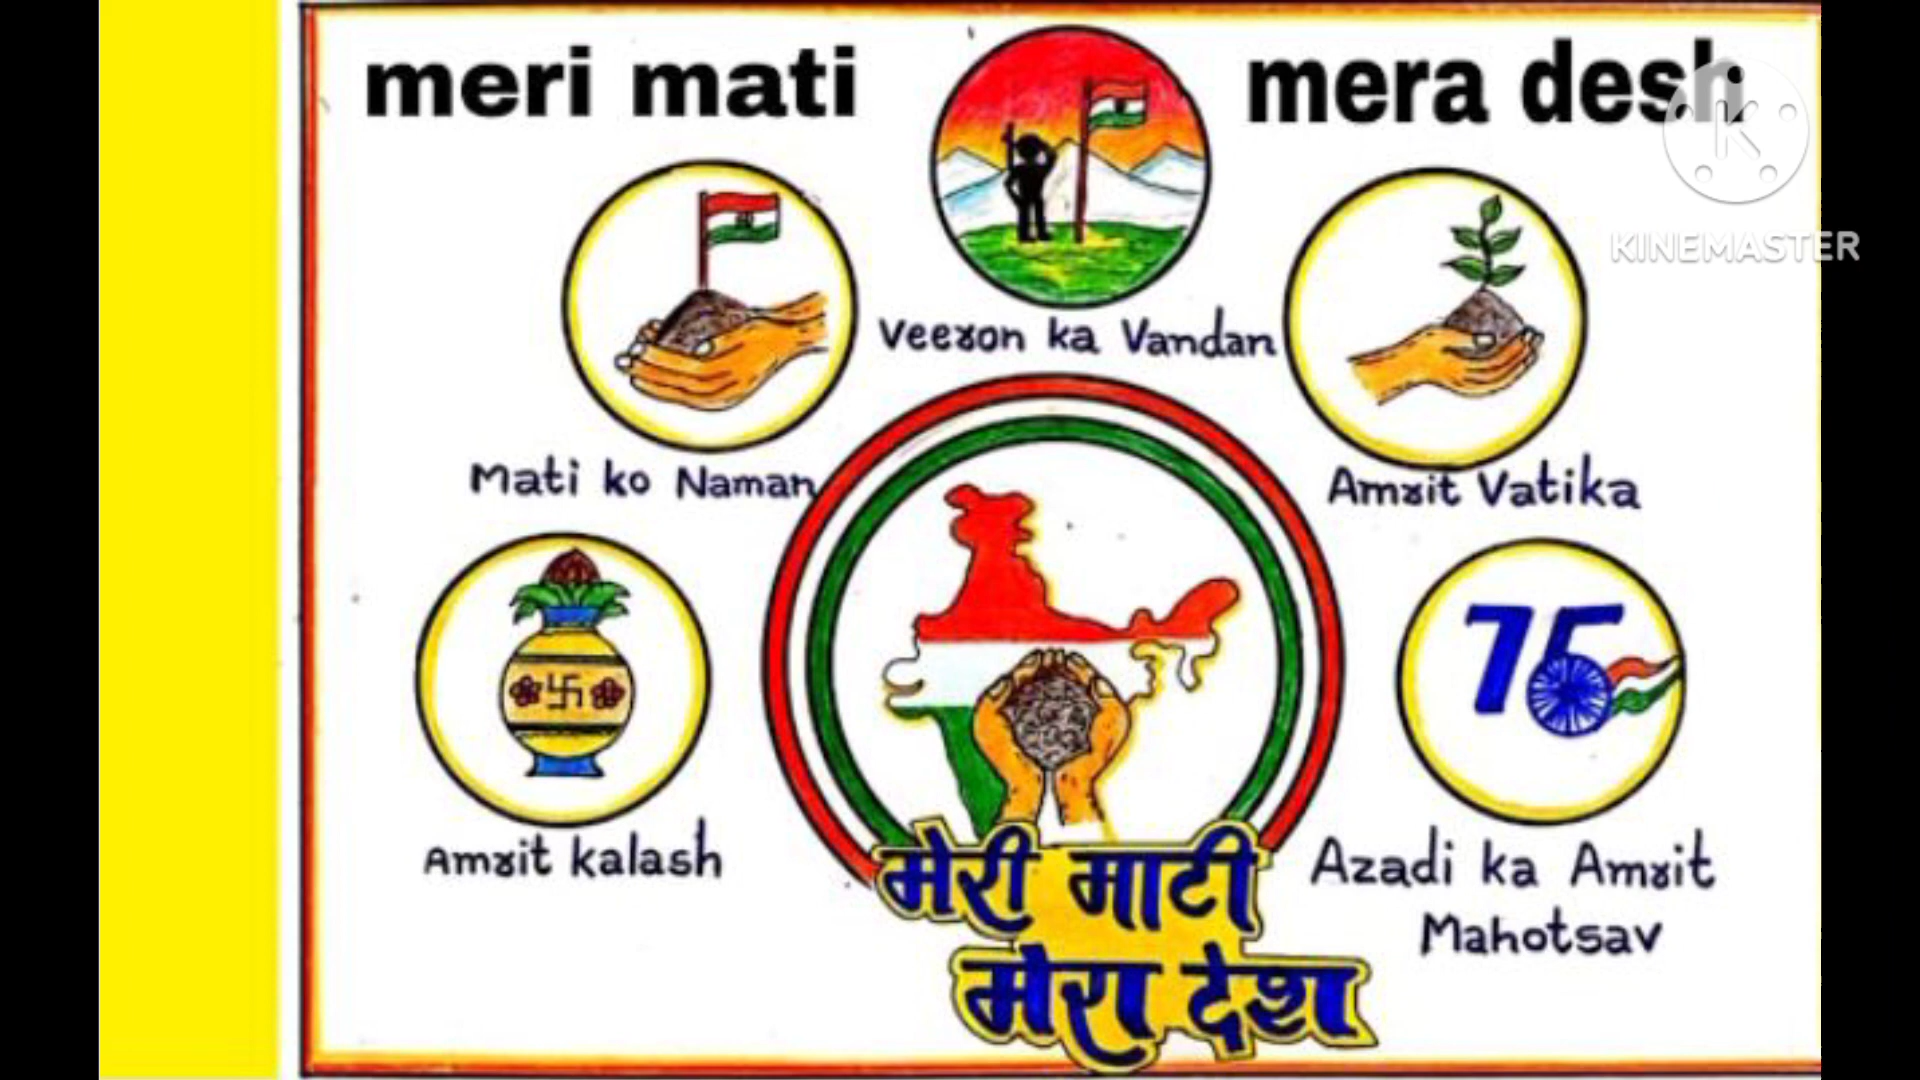 meri mati
mera desh
KINEMASTER
Veeron ka Vandan
Mati ko Naman
Amrit Vatika
75
Amrit kalash
Azadi ka Amrit
Mahotsav
मेरी माटी
मेरा देश